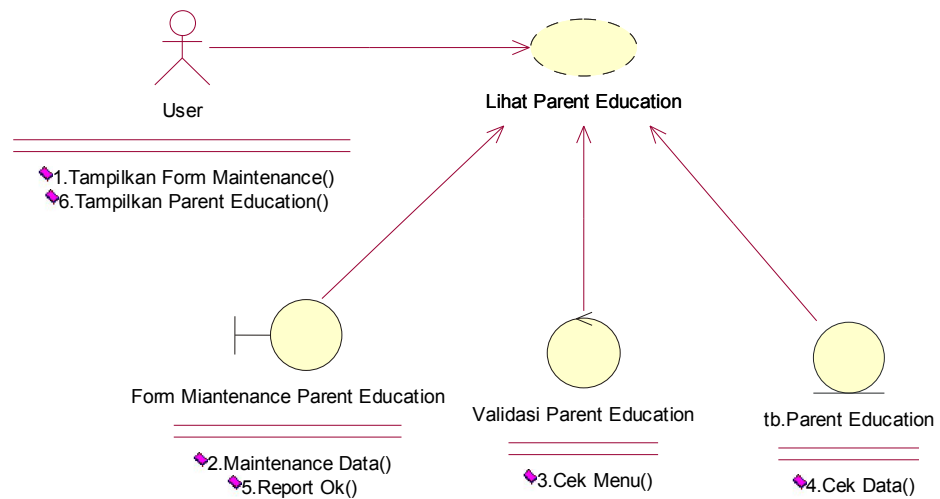 User
Lihat Parent Education
1.Tampilkan Form Maintenance()
6.Tampilkan Parent Education()
Form Miantenance Parent Education
2.Maintenance Data()
5.Report Ok()
Validasi Parent Education
3.Cek Menu()
tb.Parent Education
4.Cek Data()